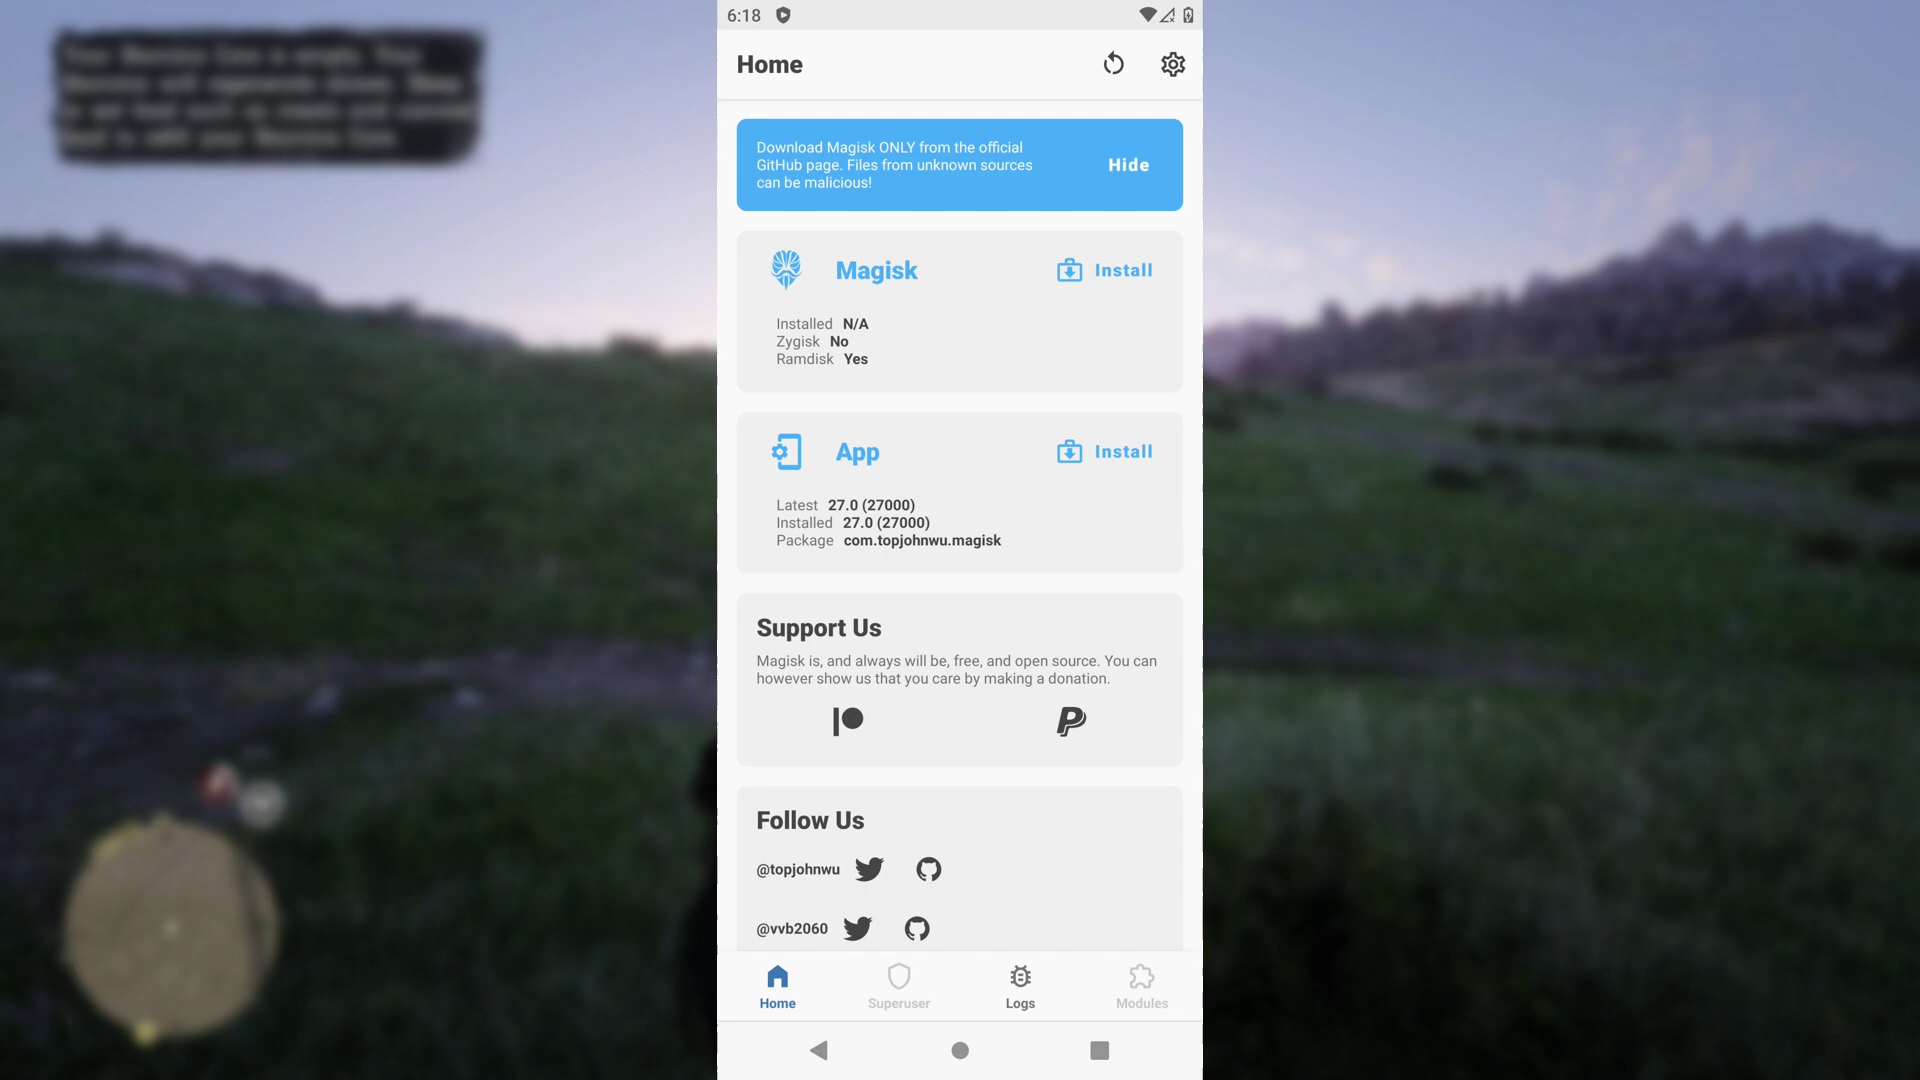 6:18
Home
Download Magisk ONLY from the official
GitHub page. Files from unknown sources
can be malicious!
Hide
Magisk
Install
Installed N/A
Zygisk No
Ramdisk Yes
App
Install
Latest 27.0 (27000)
Installed 27.0 (27000)
Package com.topjohnwu.magisk
Support Us
Magisk is, and always will be, free, and open source. You can
however show us that you care by making a donation.
Follow Us
@topjohnwu
@vvb2060
Home
Superuser
Logs
Modules